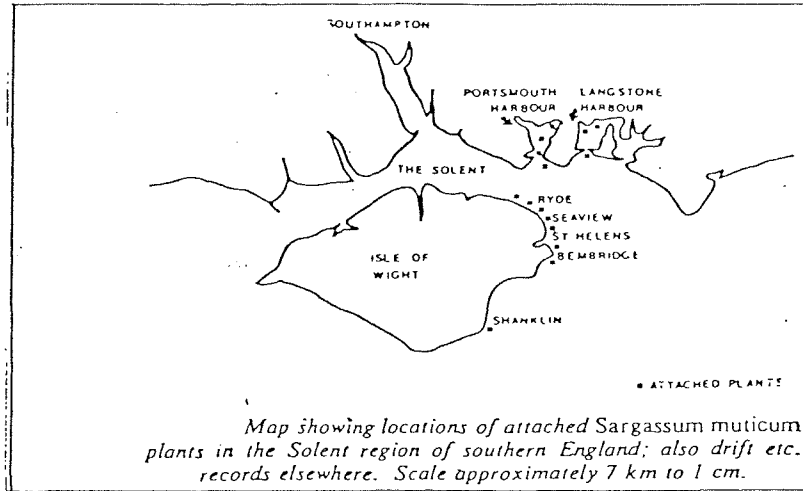 SOUTHAMPTON
PORTSMOUTH
HARBOUR
LANGSTONE
HARBOUR
THE SOLENT
RYDE
SEAVIEW
ST HELENS
BEMBRIDGE
ISLE OF
WIGHT
SHANKLIN
ATTACHED PLANTS
Map showing locations of attached Sargassum muticum
plants in the Solent region of southern England; also drift etc.
records elsewhere. Scale approximately 7 km to 1 cm.